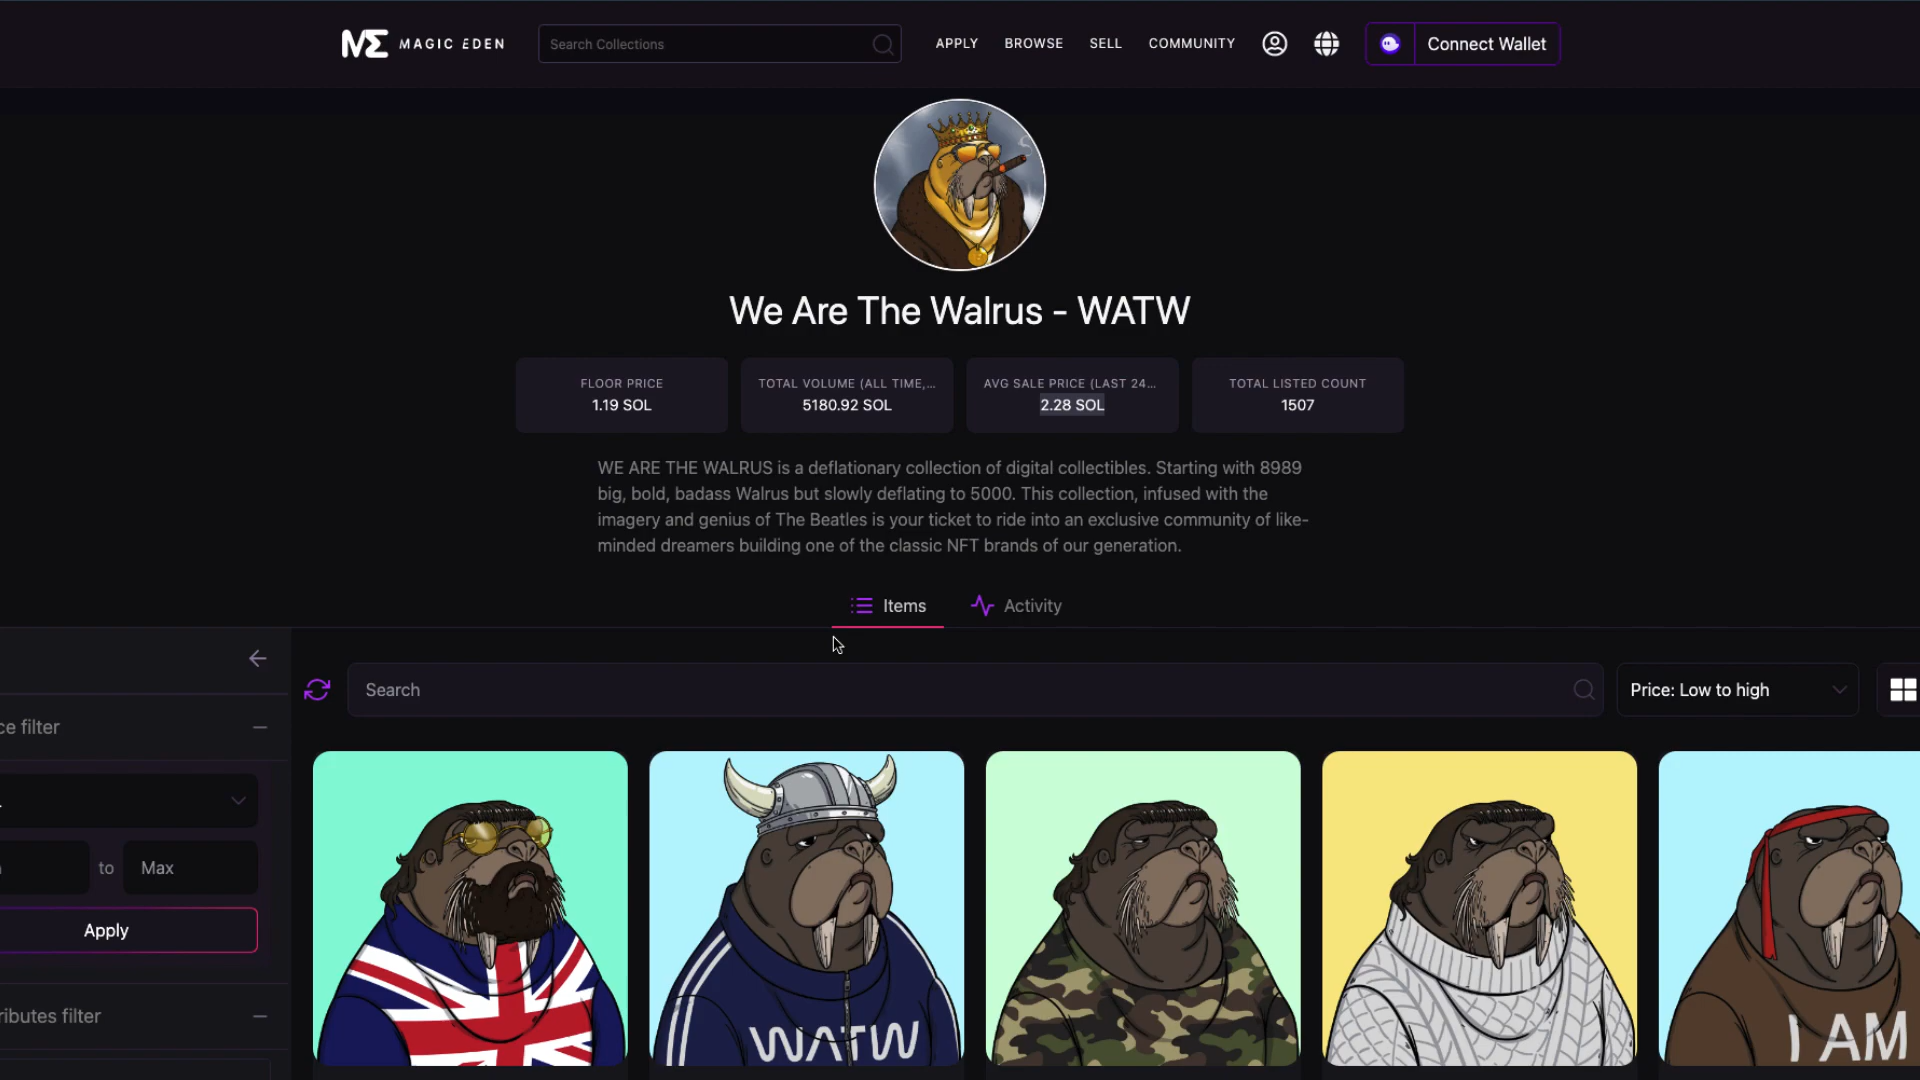 MAGIC EDEN
Search Collections
APPLY
BROWSE
SELL
COMMUNITY
Connect Wallet
We Are The Walrus - WATW
FLOOR PRICE
1.19 SOL
TOTAL VOLUME (ALL TIME,...
5180.92 SOL
AVG SALE PRICE (LAST 24...
2.28 SOL
TOTAL LISTED COUNT
1507
WE ARE THE WALRUS is a deflationary collection of digital collectibles. Starting with 8989
big, bold, badass Walrus but slowly deflating to 5000. This collection, infused with the
imagery and genius of The Beatles is your ticket to ride into an exclusive community of like-
minded dreamers building one of the classic NFT brands of our generation.
Items
Activity
Search
Price: Low to high
ce filter
to
Max
Apply
ributes filter
WATW
I AM